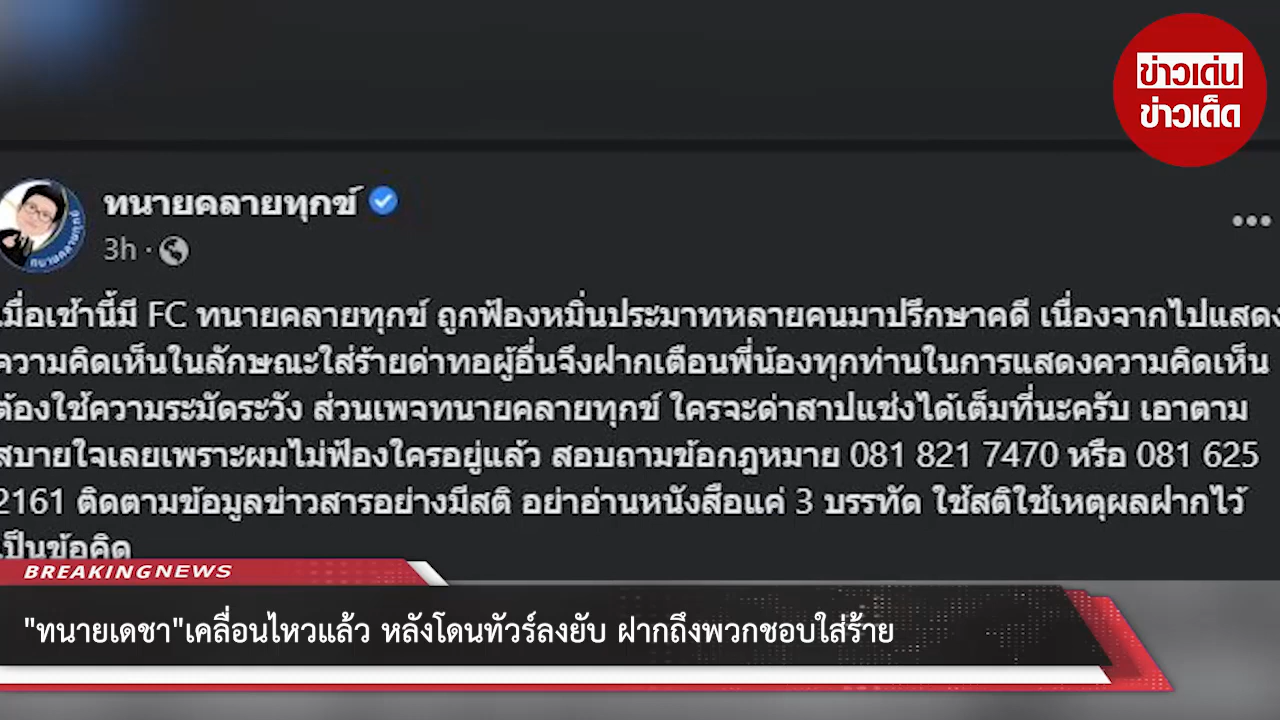 ข่าวเด่น
ข่าวเด็ด
ทนายคลายทุกข์
3h
ทนายคลายทุกข์
เมื่อเช้านี้มี FC ทนายคลายทุกข์ ถูกฟ้องหมิ่นประมาทหลายคนมาปรึกษาคดี เนื่องจากไปแสดง
ความคิดเห็นในลักษณะใส่ร้ายด่าทอผู้อื่นจึงฝากเตือนพี่น้องทุกท่านในการแสดงความคิดเห็น
ต้องใช้ความระมัดระวัง ส่วนเพจทนายคลายทุกข์ ใครจะด่าสาปแช่งได้เต็มที่นะครับ เอาตาม
สบายใจเลยเพราะผมไม่ฟ้องใครอยู่แล้ว สอบถามข้อกฎหมาย 081 821 7470 หรือ 081 625
2161 ติดตามข้อมูลข่าวสารอย่างมีสติ อย่าอ่านหนังสือแค่ 3 บรรทัด ใช้สติใช้เหตุผลฝากไว้
เป็นข้อคิด
BREAKINGNEWS
"ทนายเดชา"เคลื่อนไหวแล้ว หลังโดนทัวร์ลงยับ ฝากถึงพวกชอบใส่ร้าย